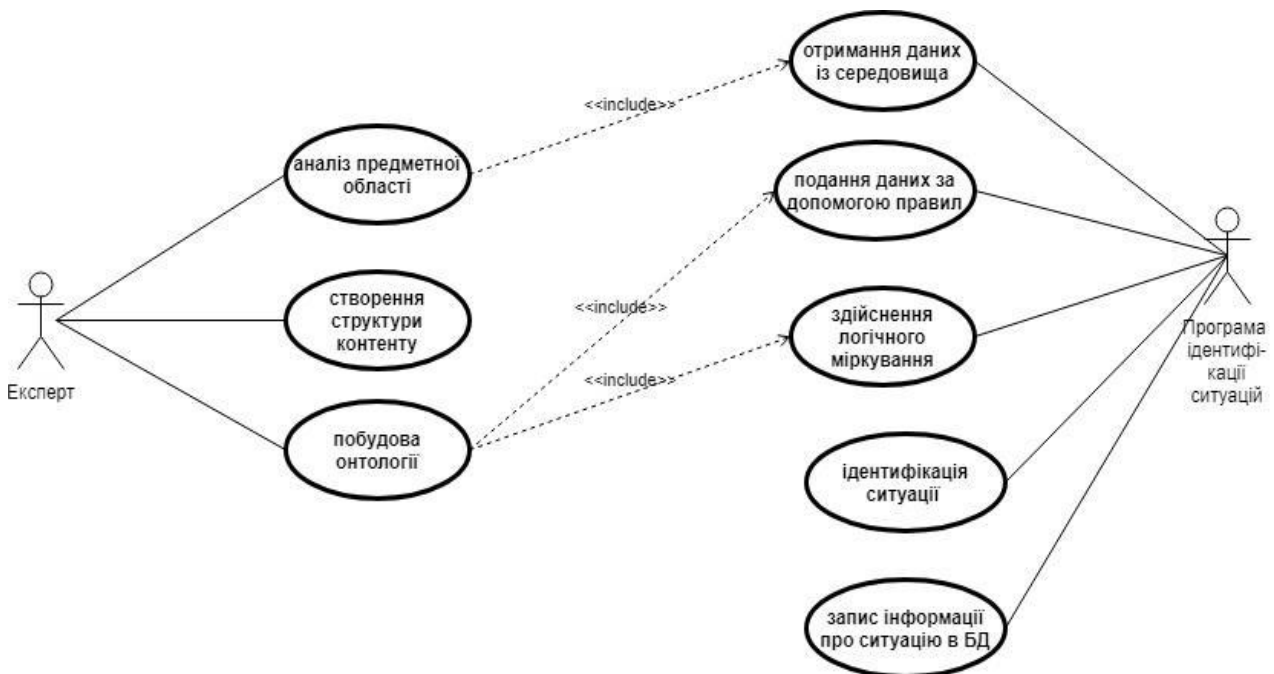 отримання даних
із середовища
<<include>>
аналіз предметної
області
подання даних за
допомогою правил
<<include>>
створення
структури
контенту
здійснення
логічного
міркування
<<include>>
Експерт
Програма
ідентифі-
кації
ситуацій
побудова
онтології
ідентифікація
ситуації
запис інформації
про ситуацію в БД